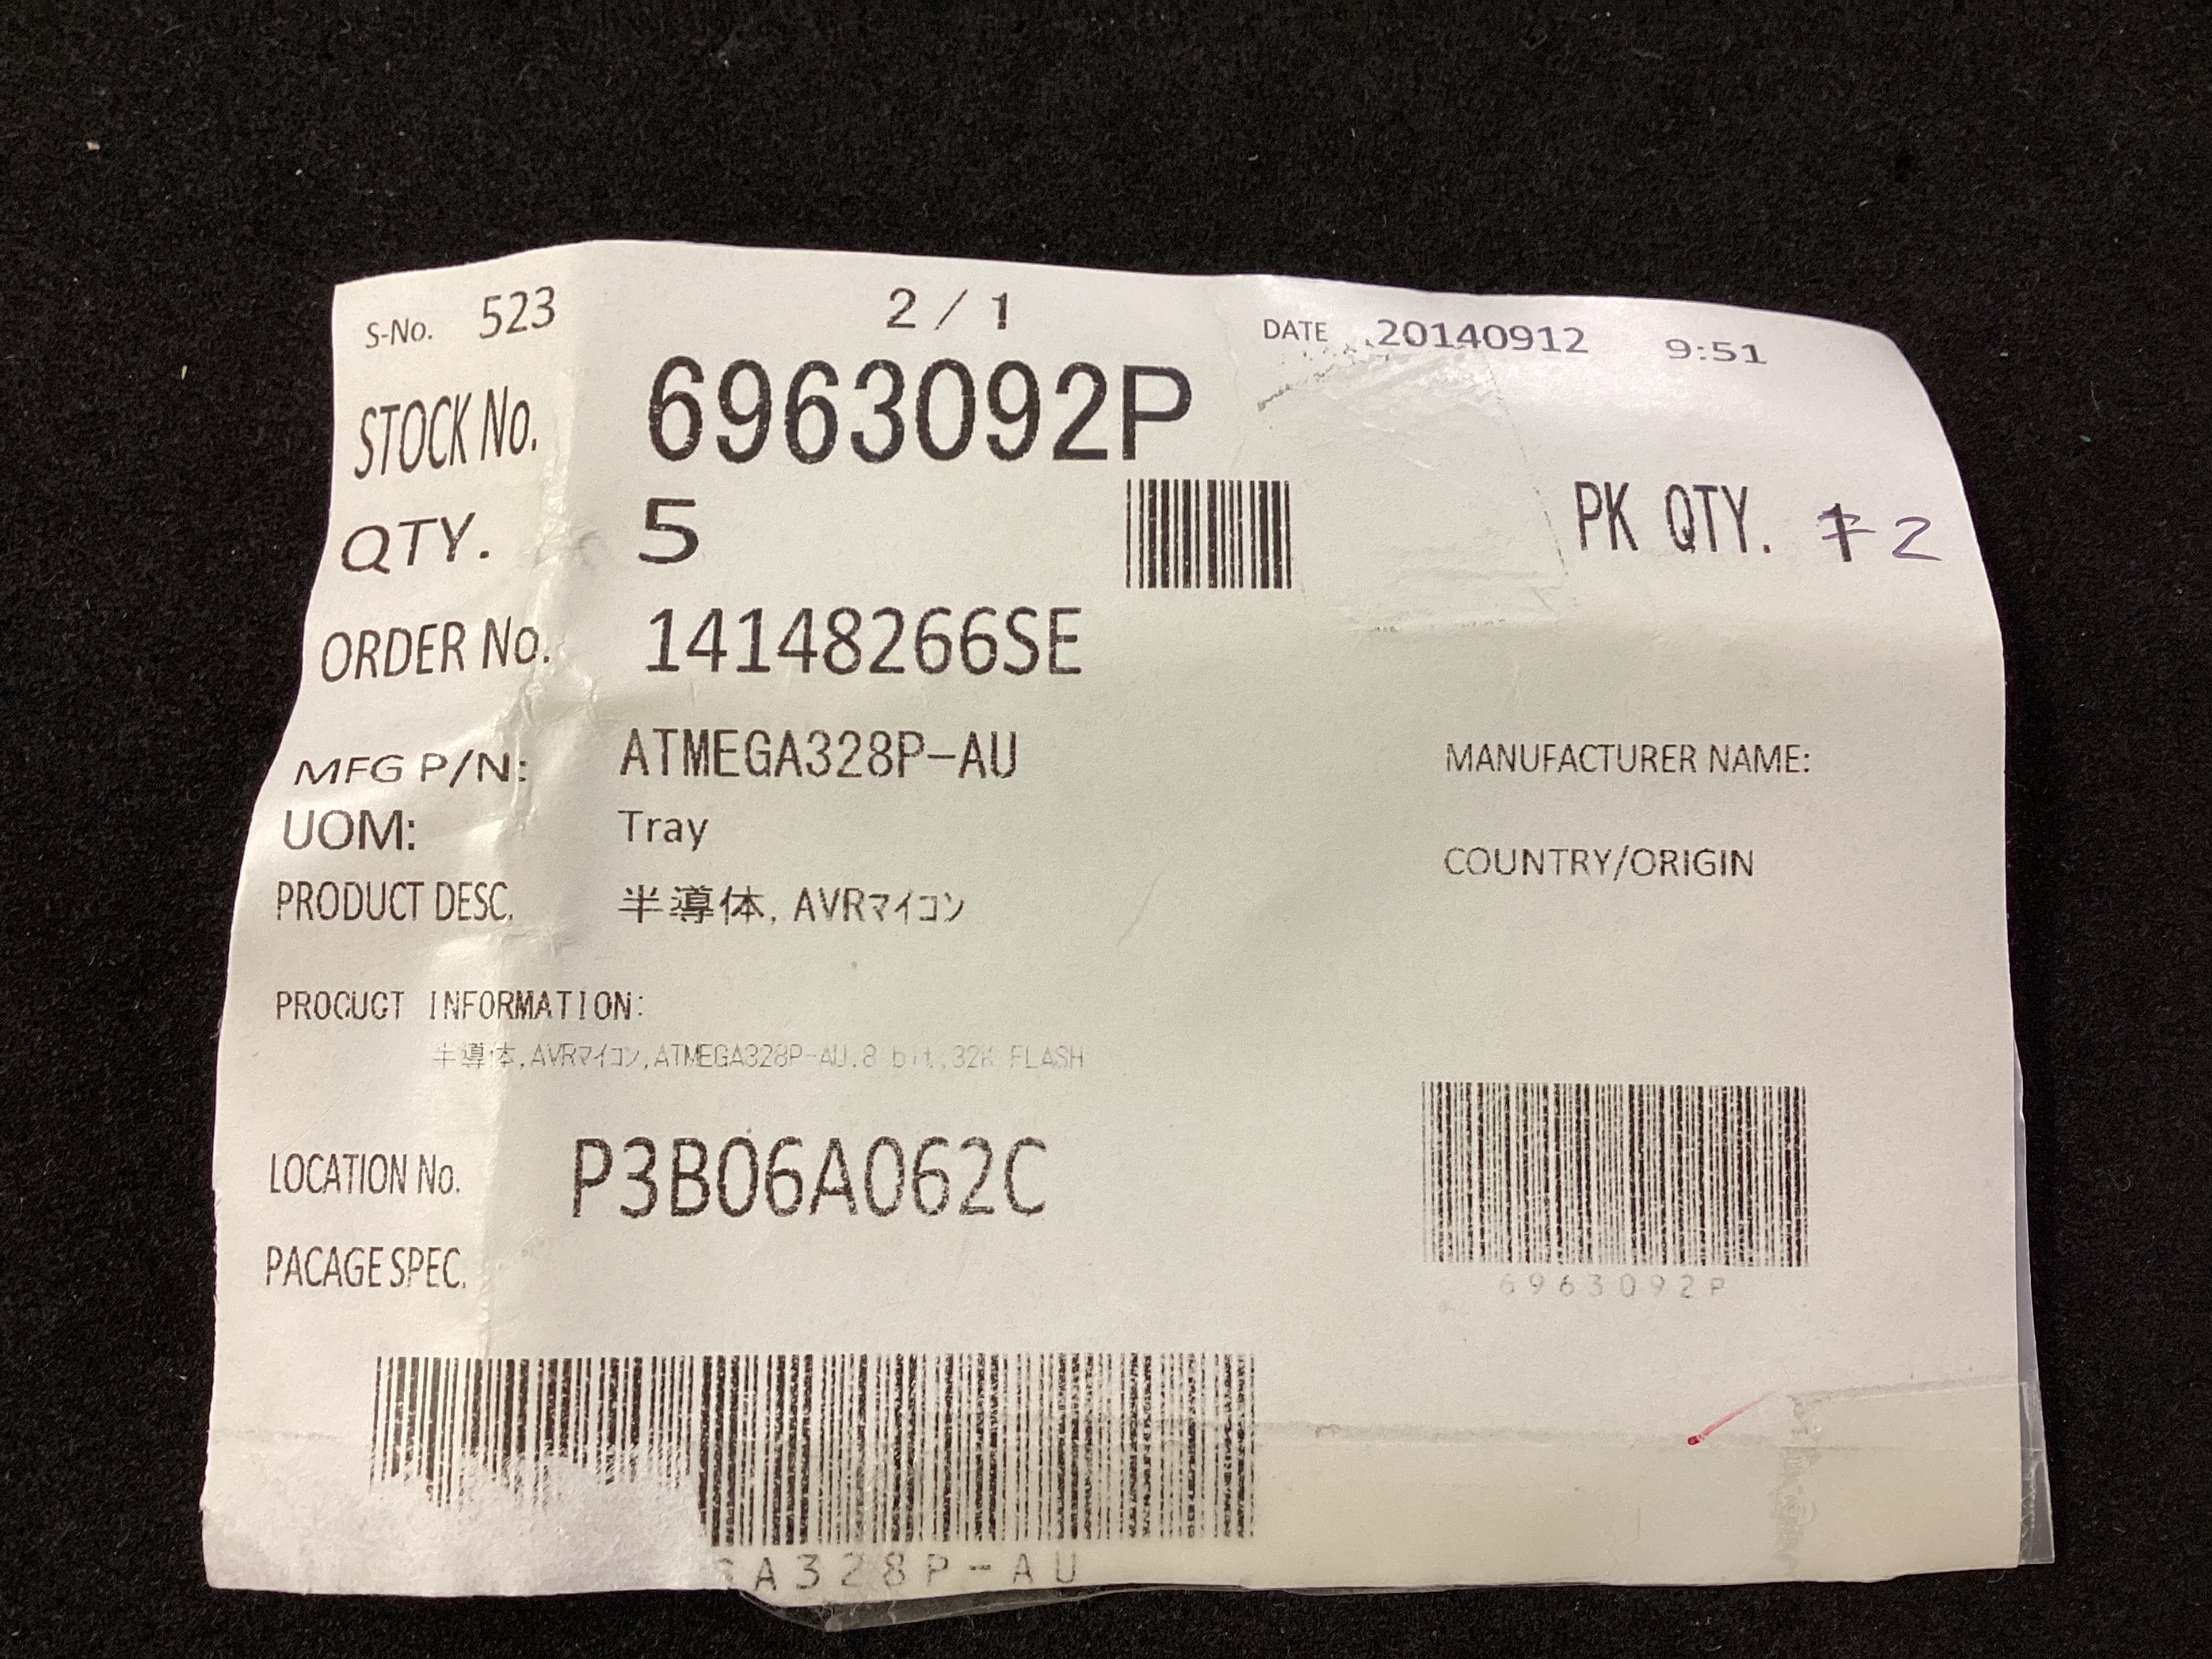 S-No. 523 2 / 1 DATE 20140912 9:51
STOCK No. 6963092P
QTY. 5 PK QTY. 1 2
ORDER No. 14148266SE
MFG P/N: ATMEGA328P-AU MANUFACTURER NAME:
UOM: Tray
COUNTRY/ORIGIN
PRODUCT DESC. 半導体, AVRマイコン
PRODUCT INFORMATION:
半導体,AVRマイコン,ATMEGA328P-AU,8 bit,32K FLASH
LOCATION No. P3B06A062C
PACAGE SPEC.
6963092P
A328P-AU